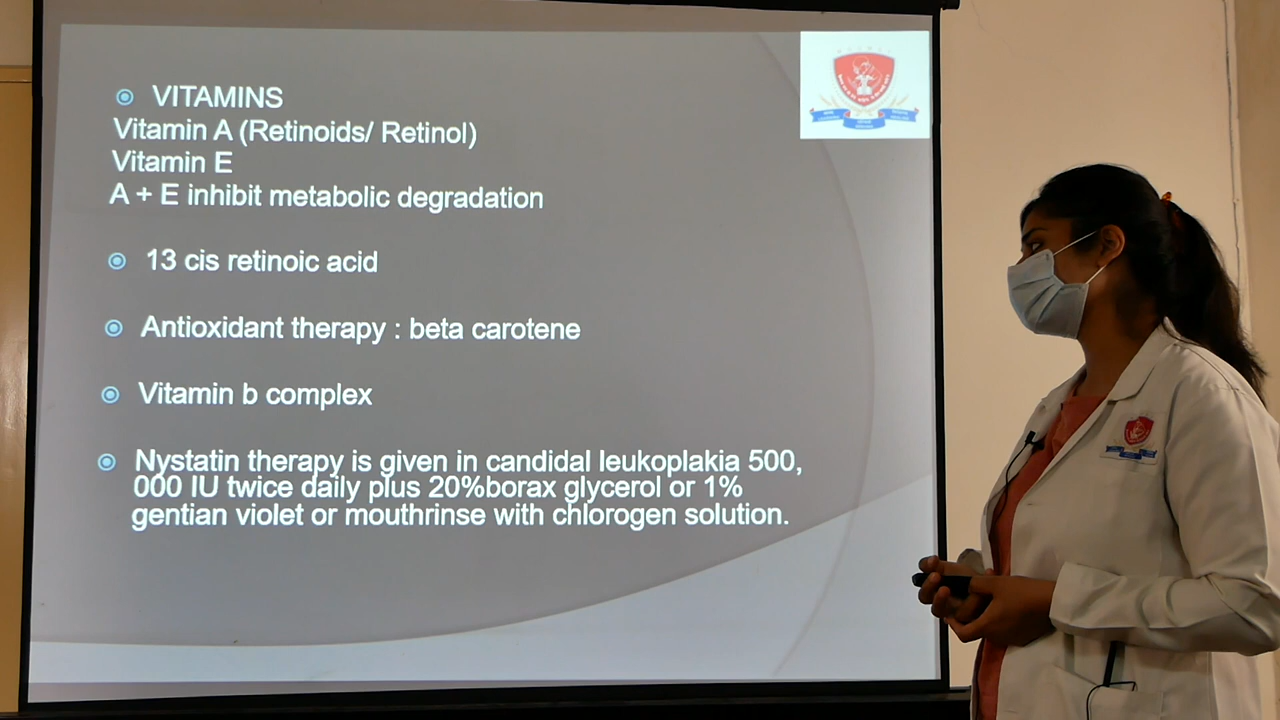 VITAMINS
Vitamin A (Retinoids/ Retinol)
Vitamin E
A + E inhibit metabolic degradation
13 cis retinoic acid
Antioxidant therapy : beta carotene
Vitamin b complex
Nystatin therapy is given in candidal leukoplakia 500,
000 IU twice daily plus 20%borax glycerol or 1%
gentian violet or mouthrinse with chlorogen solution.